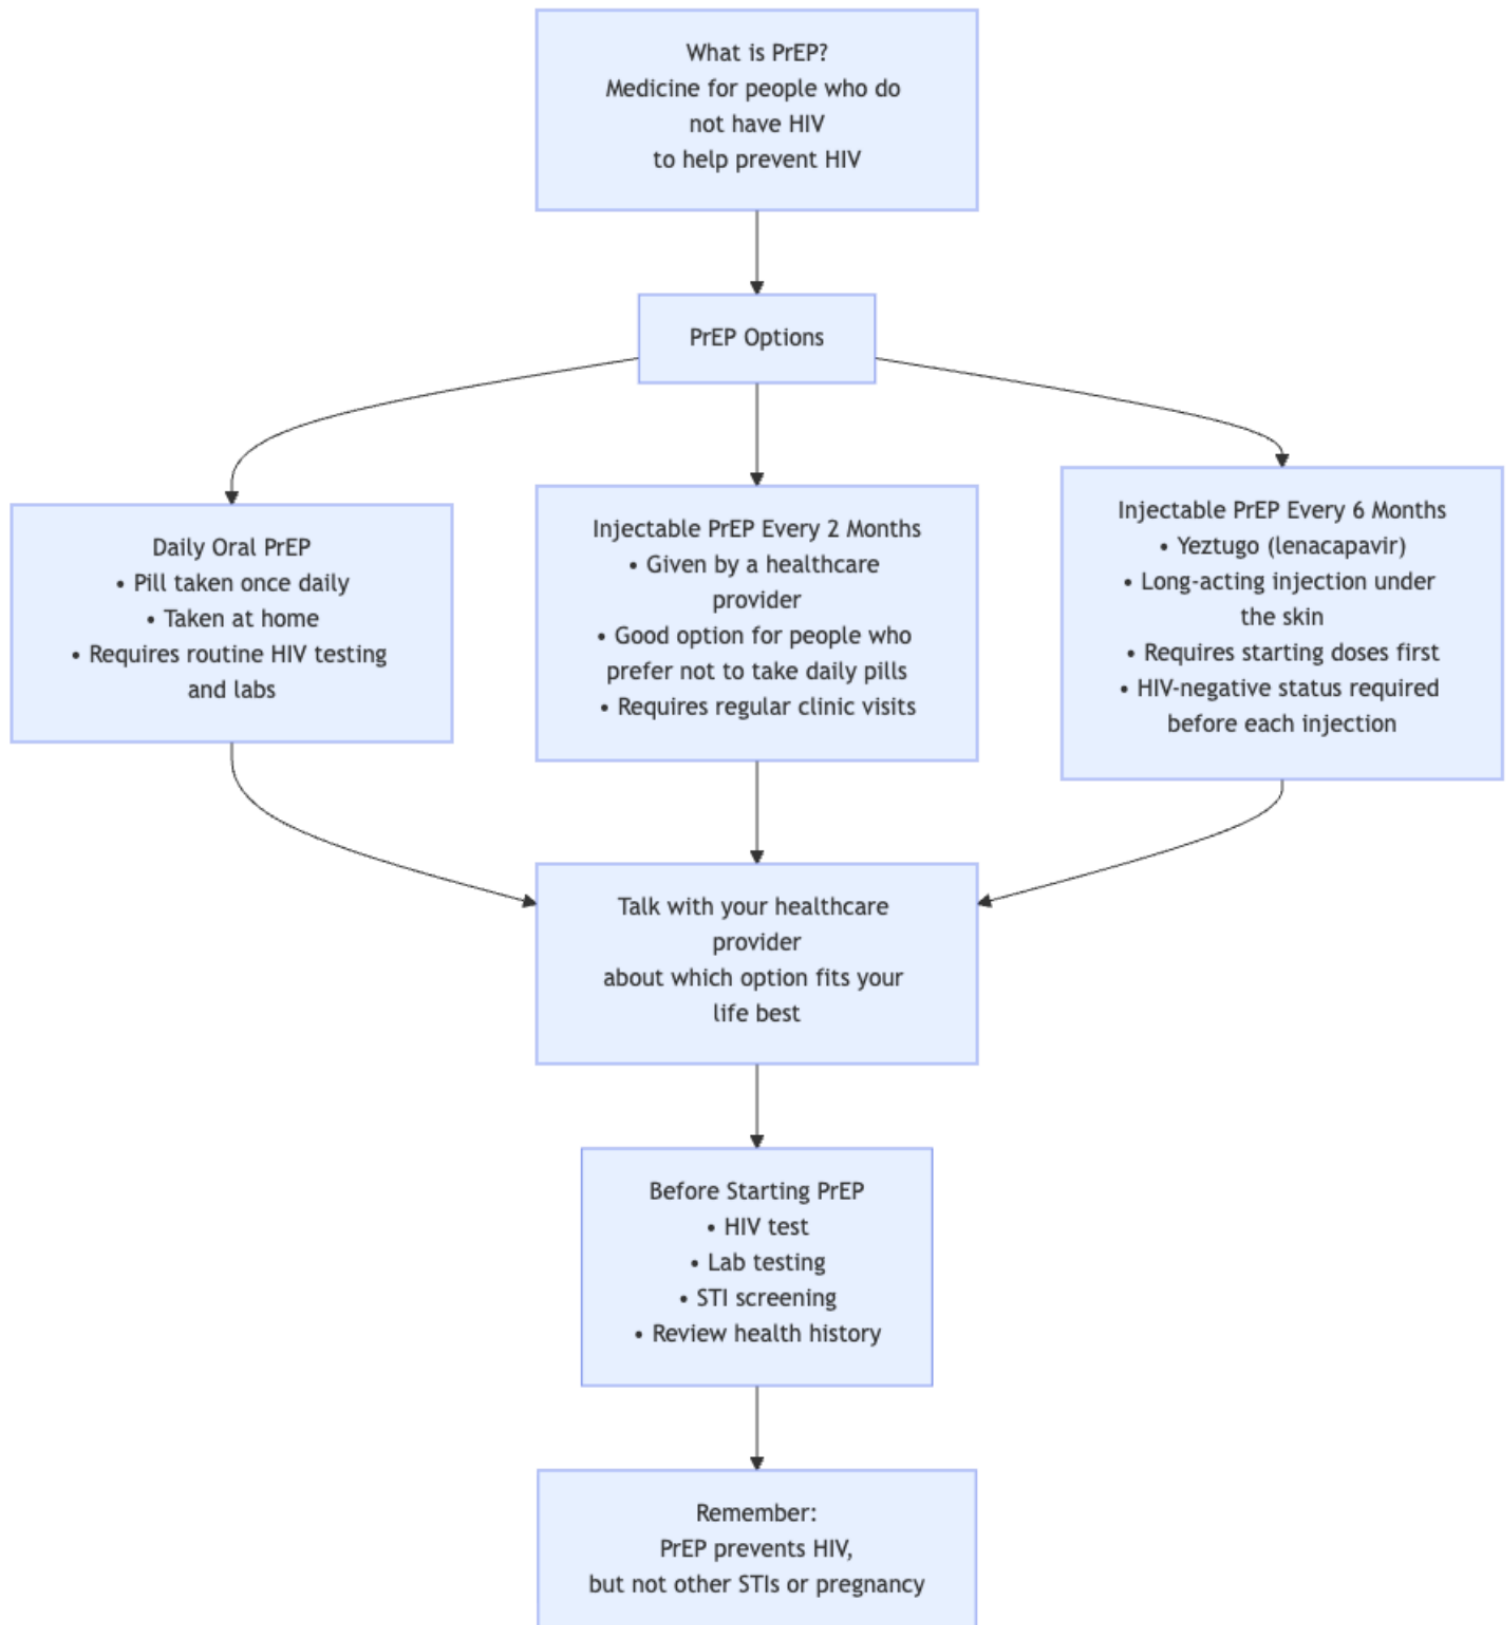 What is PrEP?
Medicine for people who do
not have HIV
to help prevent HIV
PrEP Options
Daily Oral PrEP
• Pill taken once daily
• Taken at home
• Requires routine HIV testing
and labs
Injectable PrEP Every 2 Months
• Given by a healthcare
provider
• Good option for people who
prefer not to take daily pills
• Requires regular clinic visits
Injectable PrEP Every 6 Months
• Yeztugo (lenacapavir)
• Long-acting injection under
the skin
• Requires starting doses first
• HIV-negative status required
before each injection
Talk with your healthcare
provider
about which option fits your
life best
Before Starting PrEP
• HIV test
• Lab testing
• STI screening
• Review health history
Remember:
PrEP prevents HIV,
but not other STIs or pregnancy